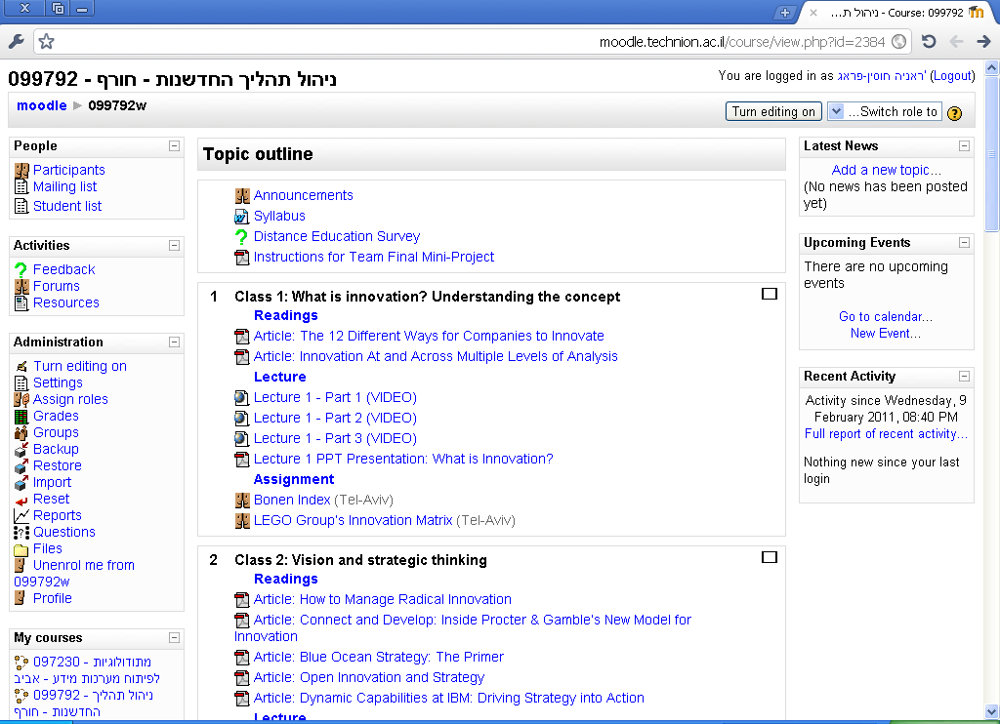 ניהול ת... - Course: 099792
moodle.technion.ac.il/course/view.php?id=2384
ניהול תהליך החדשנות - חורף - 099792
You are logged in as ראניה חוסין-פראג' (Logout)
moodle ► 099792w
Turn editing on
...Switch role to
People
Participants
Mailing list
Student list
Activities
Feedback
Forums
Resources
Administration
Turn editing on
Settings
Assign roles
Grades
Groups
Backup
Restore
Import
Reset
Reports
Questions
Files
Unenrol me from
099792w
Profile
My courses
מתודולוגיות - 097230
לפיתוח מערנות מידע - אביב
ניהול תהליך - 099792
החדשנות - חורף
Topic outline
Announcements
Syllabus
Distance Education Survey
Instructions for Team Final Mini-Project
1 Class 1: What is innovation? Understanding the concept
Readings
Article: The 12 Different Ways for Companies to Innovate
Article: Innovation At and Across Multiple Levels of Analysis
Lecture
Lecture 1 - Part 1 (VIDEO)
Lecture 1 - Part 2 (VIDEO)
Lecture 1 - Part 3 (VIDEO)
Lecture 1 PPT Presentation: What is Innovation?
Assignment
Bonen Index (Tel-Aviv)
LEGO Group's Innovation Matrix (Tel-Aviv)
2 Class 2: Vision and strategic thinking
Readings
Article: How to Manage Radical Innovation
Article: Connect and Develop: Inside Procter & Gamble's New Model for
Innovation
Article: Blue Ocean Strategy: The Primer
Article: Open Innovation and Strategy
Article: Dynamic Capabilities at IBM: Driving Strategy into Action
Lecture
Latest News
Add a new topic...
(No news has been posted
yet)
Upcoming Events
There are no upcoming
events
Go to calendar...
New Event...
Recent Activity
Activity since Wednesday, 9
February 2011, 08:40 PM
Full report of recent activity...
Nothing new since your last
login